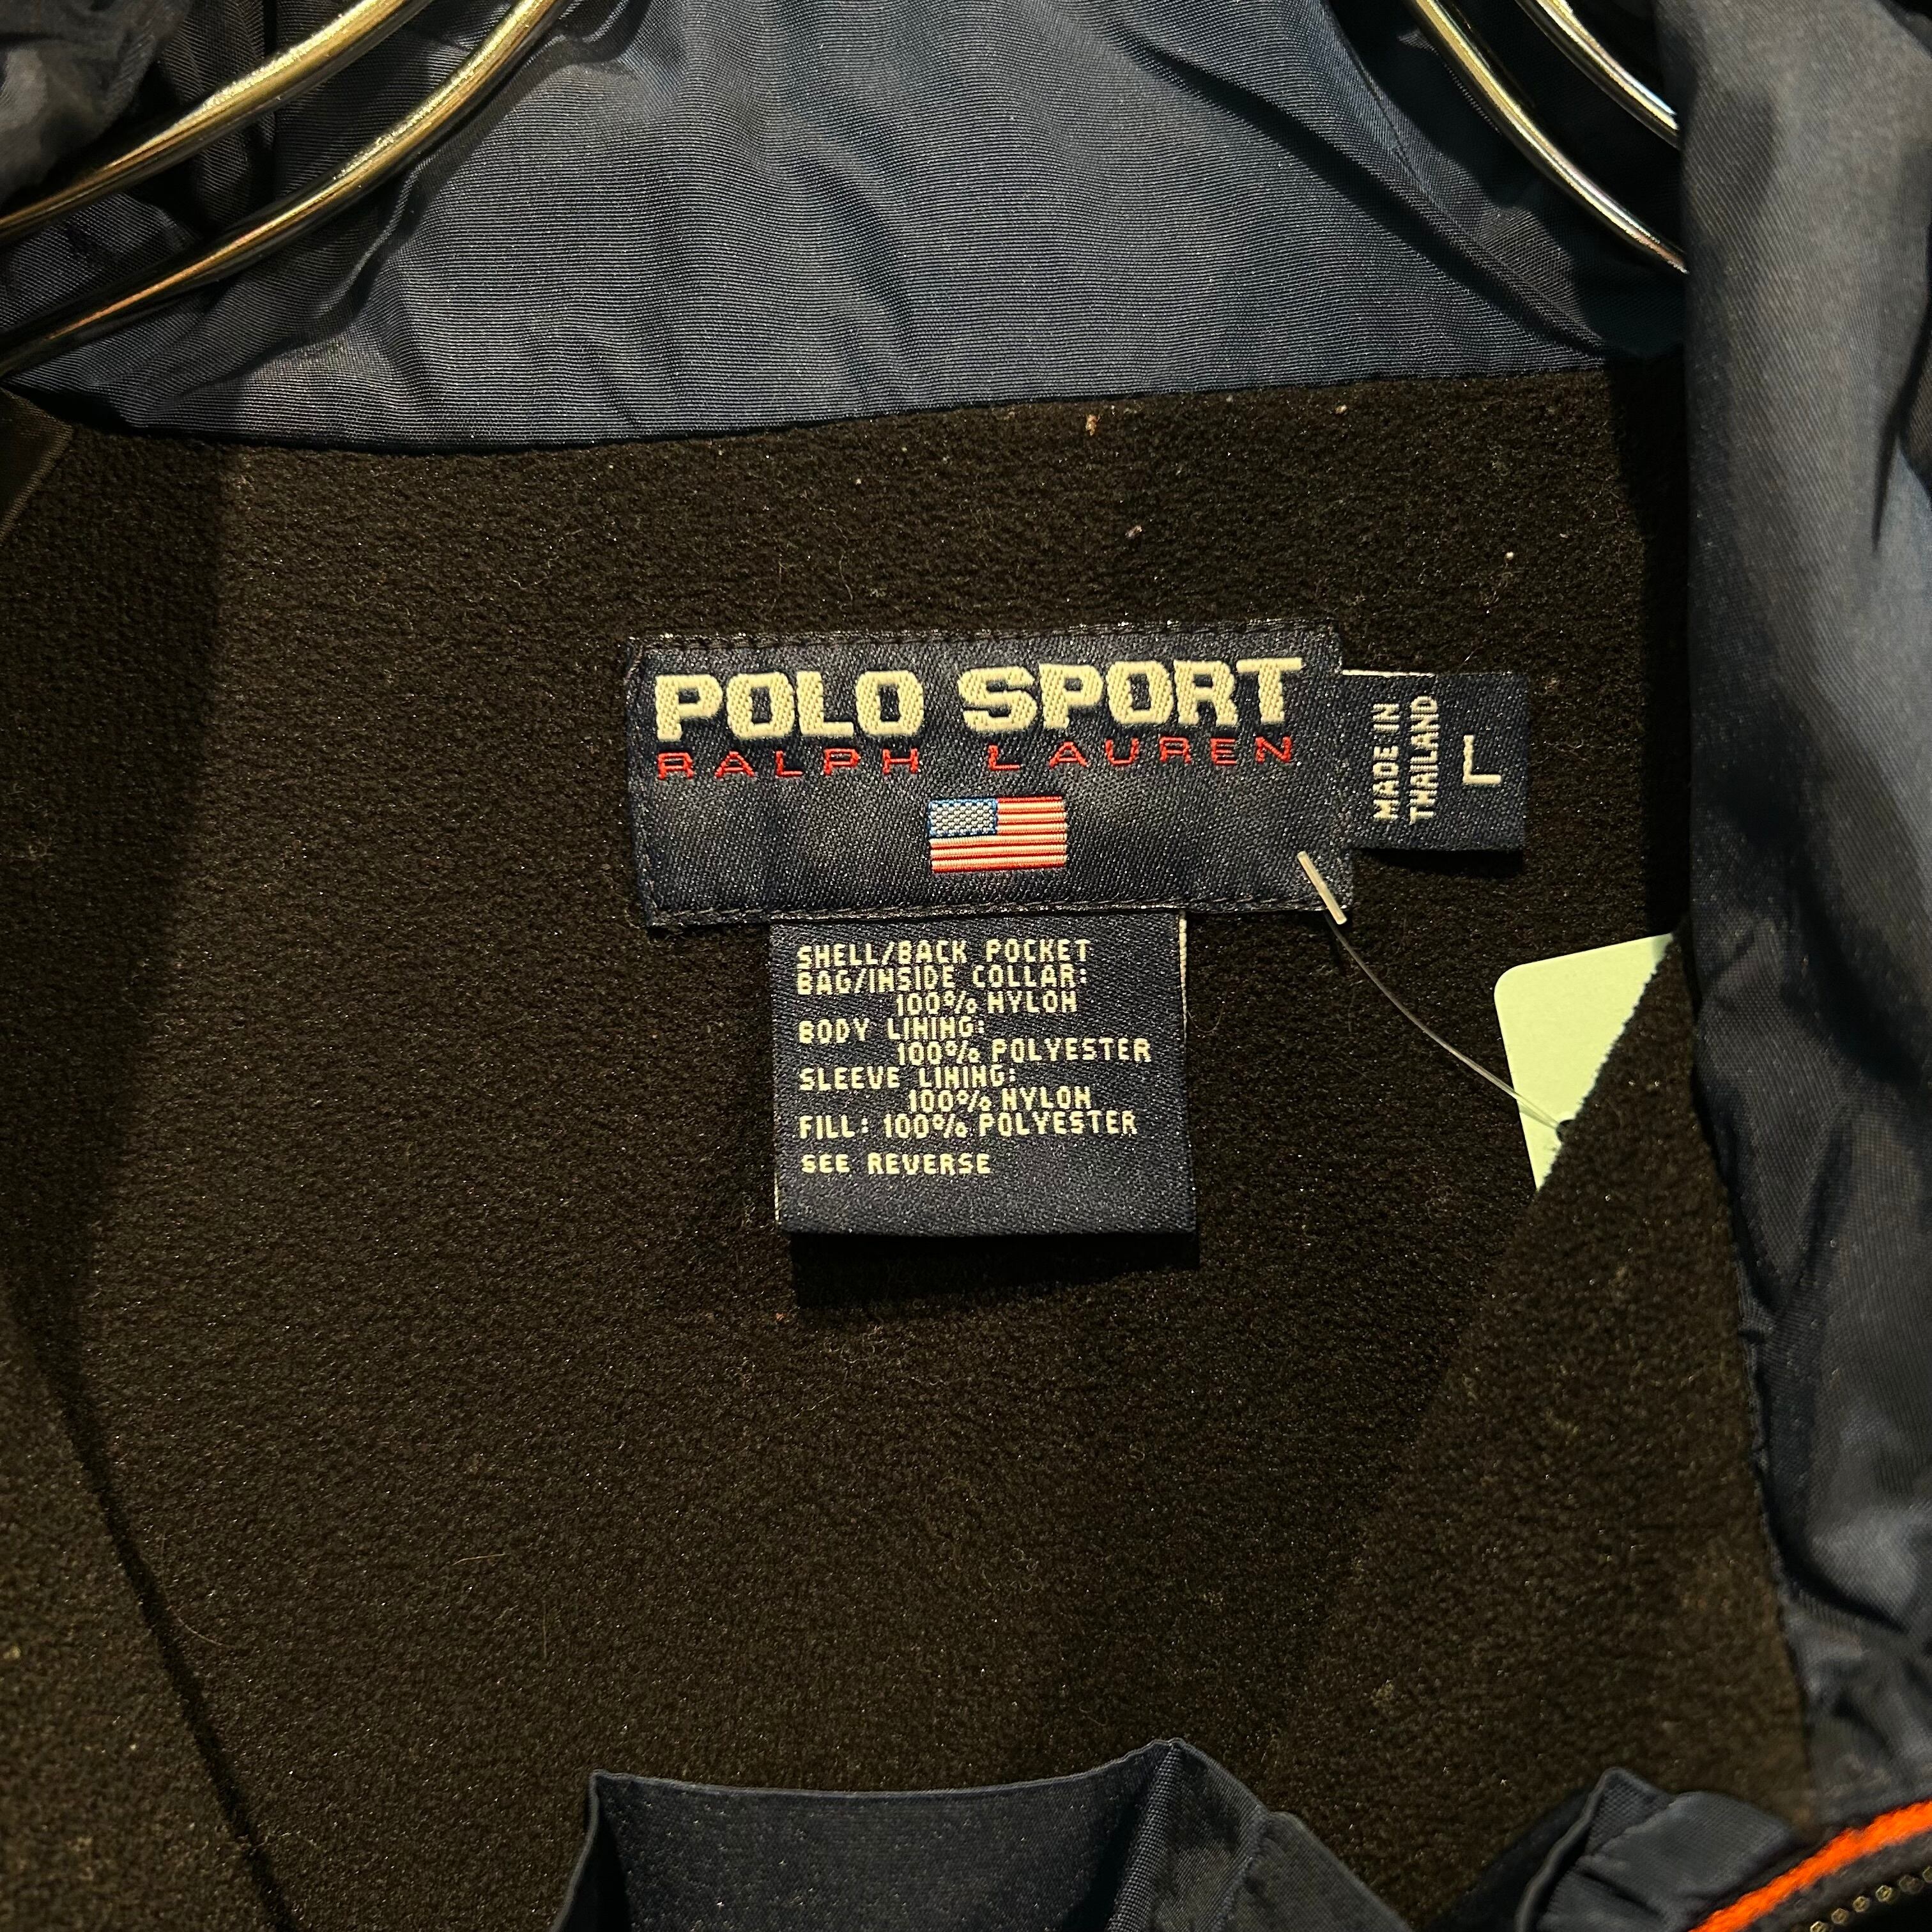 POLO SPORT
RALPH LAUREN
MADE IN
THAILAND
L
SHELL/BACK POCKET
BAG/INSIDE COLLAR:
100% NYLON
BODY LINING:
100% POLYESTER
SLEEVE LINING:
100% NYLON
FILL: 100% POLYESTER
SEE REVERSE